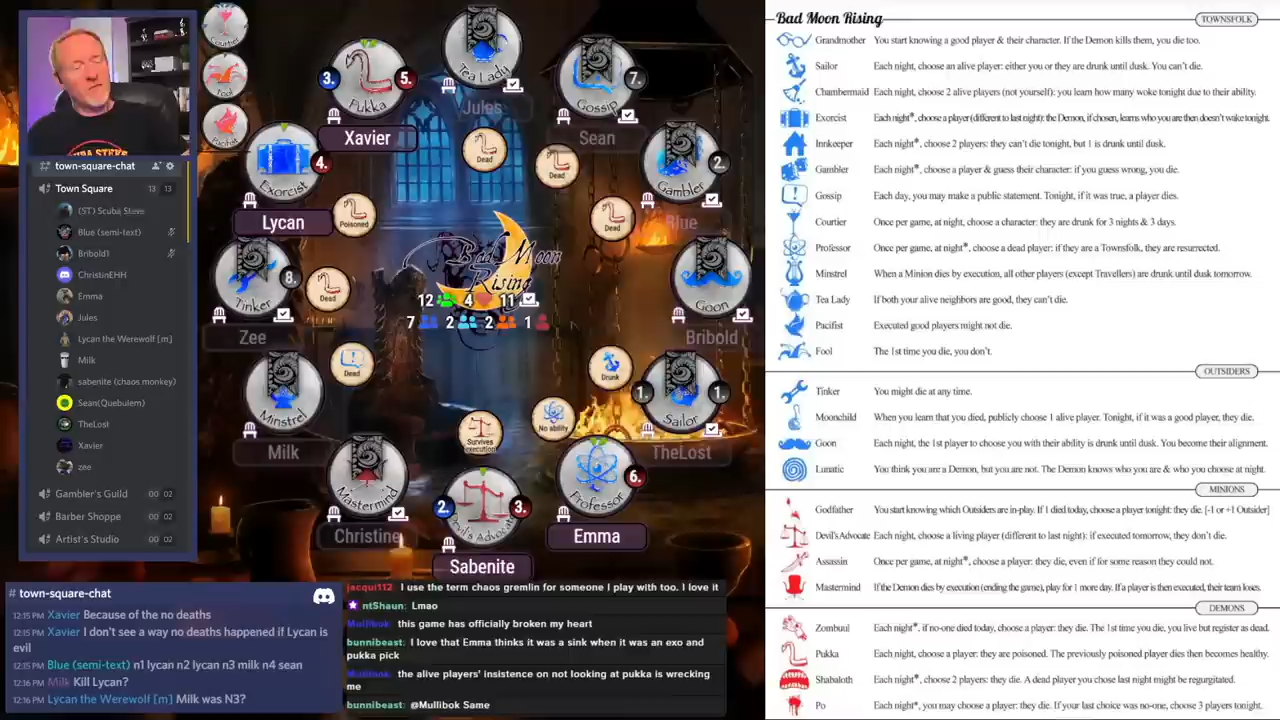 # town-square-chat
Town Square 13 13
(ST) Scuba Steve
Blue (semi-text)
Bribold1
ChristinEHH
Emma
Jules
Lycan the Werewolf [m]
Milk
sabenite (chaos monkey)
Sean(Quebulem)
TheLost
Xavier
zee
Gambler's Guild 00 02
Barber Shoppe 00 02
Artist's Studio 00 02
Courtier
Fool
Pukka
3. 5.
Xavier
Tea Lady
Jules
Dead
Gossip
7.
Sean
Dead
Exorcist
4.
Lycan
Poisoned
Gambler
2.
Blue
Dead
Tinker
8
Zee
Dead
Bad Moon
Rising
12 4 11
7 2 2 1
Goon
Bribold
Minstrel
Milk
Dead
Drunk
Sailor
1. 1.
TheLost
Mastermind
Christine
Survives
execution
No ability
Devil's Advocate
2. 3.
Sabenite
Professor
6.
Emma
# town-square-chat
12:15 PM Xavier Because of the no deaths
12:15 PM Xavier I don't see a way no deaths happened if Lycan is
evil
12:15 PM Blue (semi-text) n1 lycan n2 lycan n3 milk n4 sean
12:16 PM Milk Kill Lycan?
12:16 PM Lycan the Werewolf [m] Milk was N3?
jacqui112 I use the term chaos gremlin for someone I play with too. I love it
ntShaun: Lmao
Mullibok: this game has officially broken my heart
bunnibeast: I love that Emma thinks it was a sink when it was an exo and
pukka pick
Mullibok: the alive players' insistence on not looking at pukka is wrecking
me
bunnibeast: @Mullibok Same
Bad Moon Rising
TOWNSFOLK
Grandmother You start knowing a good player & their character. If the Demon kills them, you die too.
Sailor Each night, choose an alive player: either you or they are drunk until dusk. You can't die.
Chambermaid Each night, choose 2 alive players (not yourself): you learn how many woke tonight due to their ability.
Exorcist Each night*, choose a player (different to last night): the Demon, if chosen, learns who you are then doesn't wake tonight.
Innkeeper Each night*, choose 2 players: they can't die tonight, but 1 is drunk until dusk.
Gambler Each night*, choose a player & guess their character: if you guess wrong, you die.
Gossip Each day, you may make a public statement. Tonight, if it was true, a player dies.
Courtier Once per game, at night, choose a character: they are drunk for 3 nights & 3 days.
Professor Once per game, at night*, choose a dead player: if they are a Townsfolk, they are resurrected.
Minstrel When a Minion dies by execution, all other players (except Travellers) are drunk until dusk tomorrow.
Tea Lady If both your alive neighbors are good, they can't die.
Pacifist Executed good players might not die.
Fool The 1st time you die, you don't.
OUTSIDERS
Tinker You might die at any time.
Moonchild When you learn that you died, publicly choose 1 alive player. Tonight, if it was a good player, they die.
Goon Each night, the 1st player to choose you with their ability is drunk until dusk. You become their alignment.
Lunatic You think you are a Demon, but you are not. The Demon knows who you are & who you choose at night.
MINIONS
Godfather You start knowing which Outsiders are in-play. If 1 died today, choose a player tonight: they die. [-1 or +1 Outsider]
Devil's Advocate Each night, choose a living player (different to last night): if executed tomorrow, they don't die.
Assassin Once per game, at night*, choose a player: they die, even if for some reason they could not.
Mastermind If the Demon dies by execution (ending the game), play for 1 more day. If a player is then executed, their team loses.
DEMONS
Zombuul Each night*, if no-one died today, choose a player: they die. The 1st time you die, you live but register as dead.
Pukka Each night, choose a player: they are poisoned. The previously poisoned player dies then becomes healthy.
Shabaloth Each night*, choose 2 players: they die. A dead player you chose last night might be regurgitated.
Po Each night*, you may choose a player: they die. If your last choice was no-one, choose 3 players tonight.